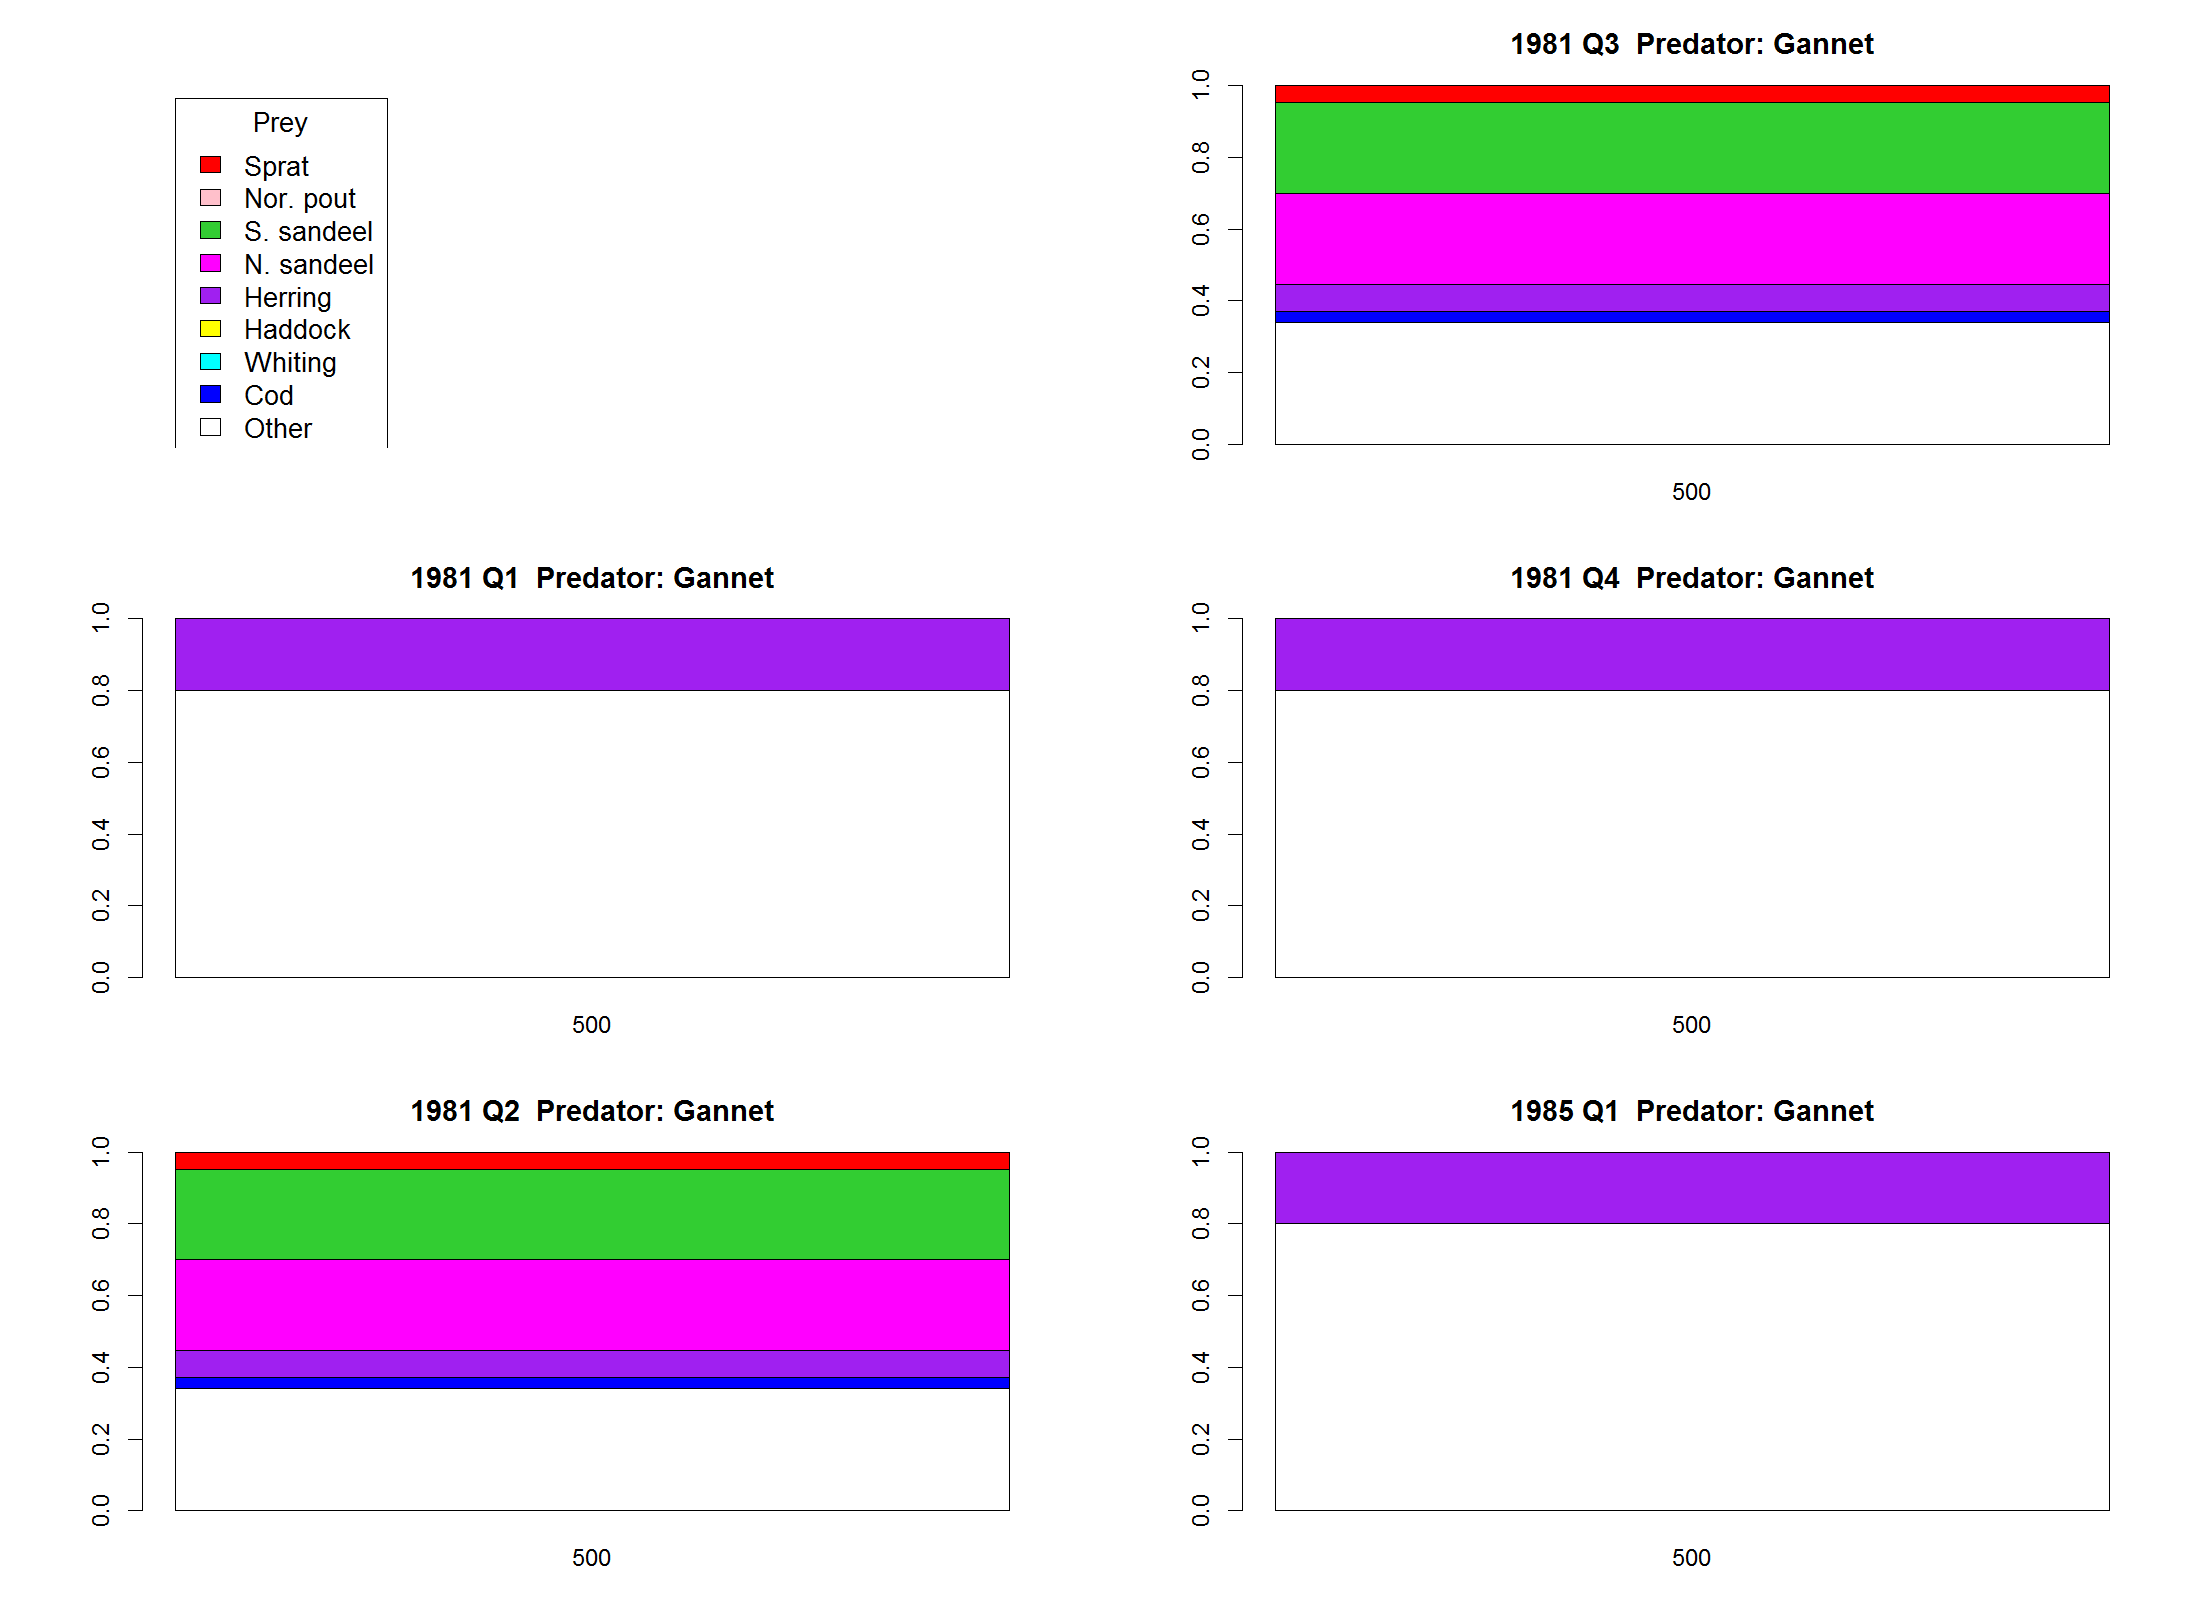 Prey
Sprat
Nor. pout
S. sandeel
N. sandeel
Herring
Haddock
Whiting
Cod
Other
1981 Q1  Predator: Gannet
1.0
0.8
0.6
0.4
0.2
0.0
500
1981 Q2  Predator: Gannet
1.0
0.8
0.6
0.4
0.2
0.0
500
1981 Q3  Predator: Gannet
1.0
0.8
0.6
0.4
0.2
0.0
500
1981 Q4  Predator: Gannet
1.0
0.8
0.6
0.4
0.2
0.0
500
1985 Q1  Predator: Gannet
1.0
0.8
0.6
0.4
0.2
0.0
500